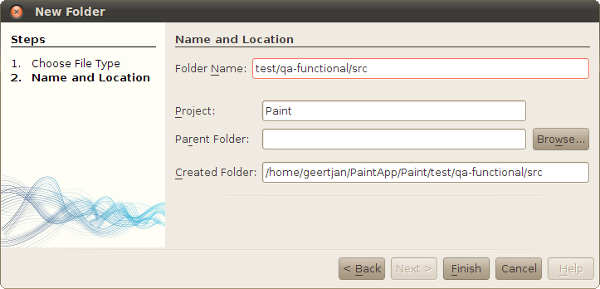 New Folder
Steps
1. Choose File Type
2. Name and Location
Name and Location
Folder Name: test/qa-functional/src
Project: Paint
Parent Folder: Browse...
Created Folder: /home/geertjan/PaintApp/Paint/test/qa-functional/src
< Back Next > Finish Cancel Help